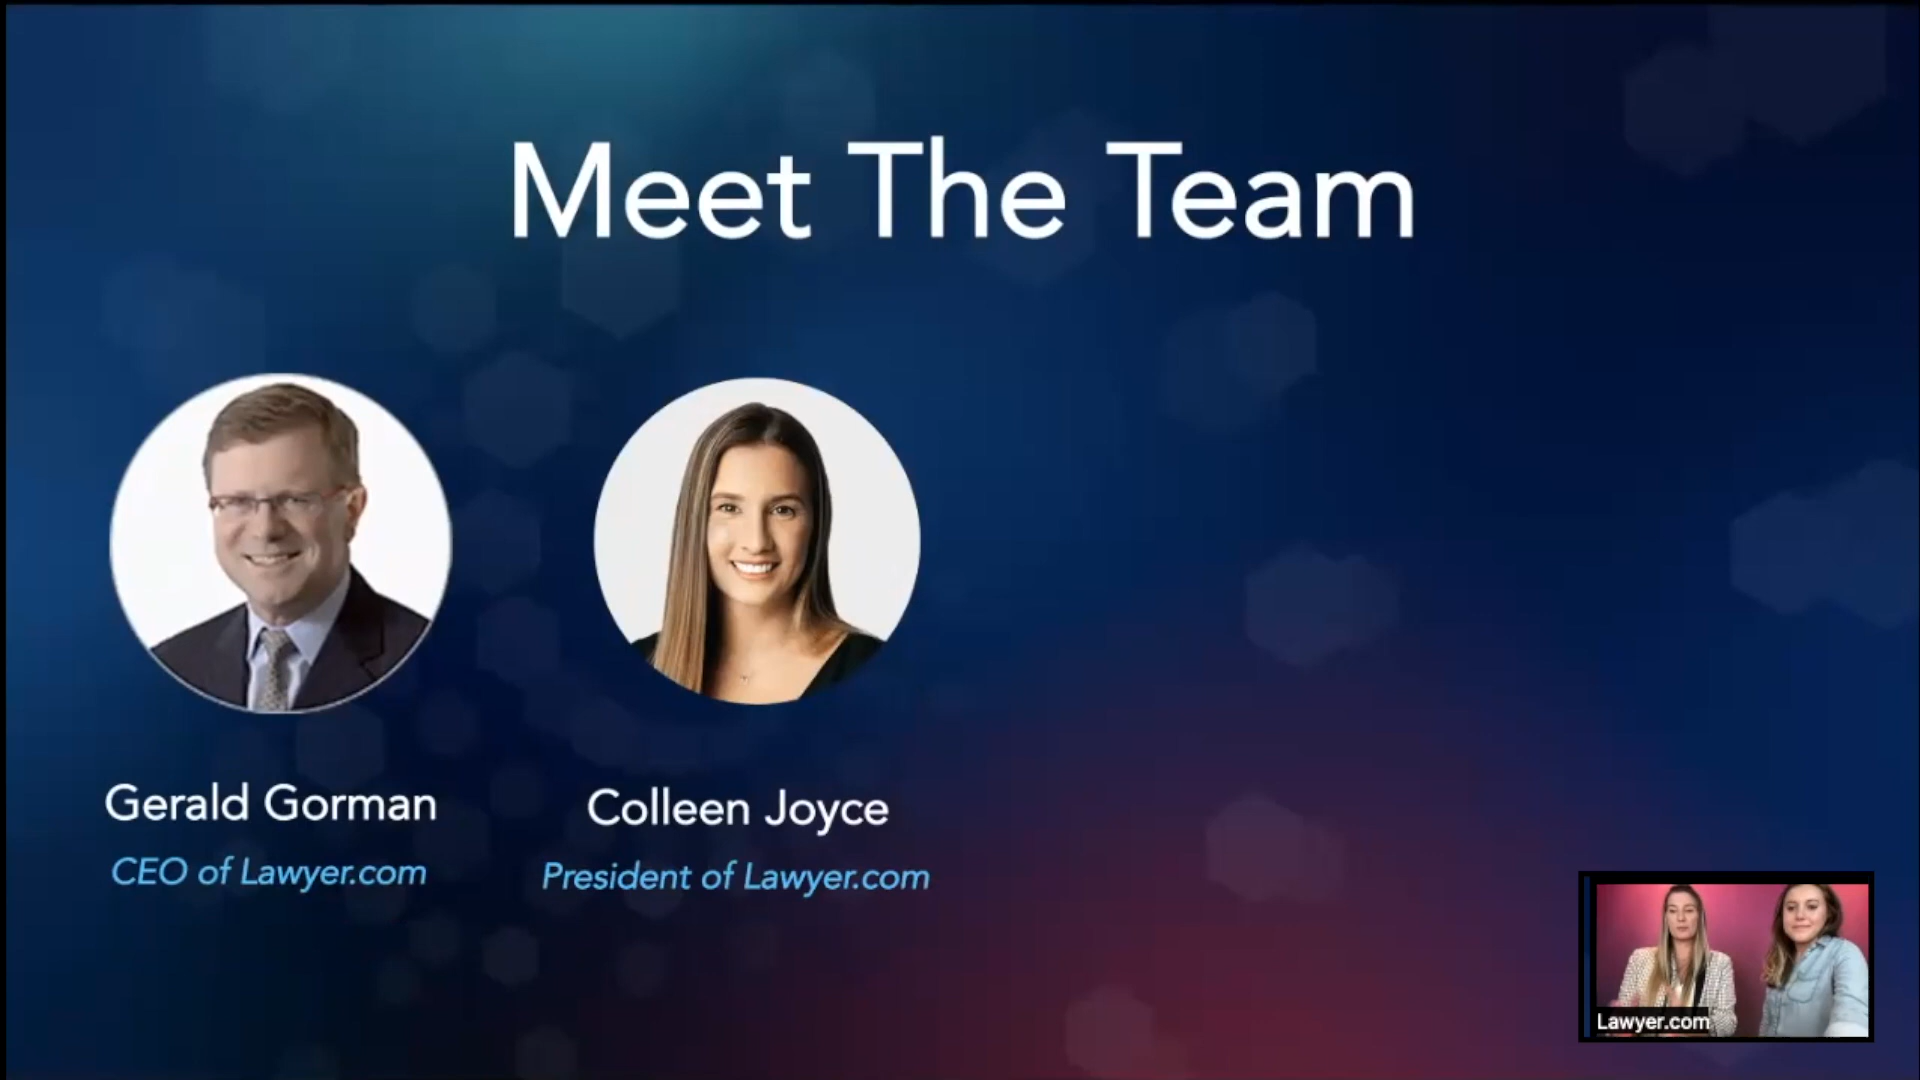 Meet The Team
Gerald Gorman
CEO of Lawyer.com
Colleen Joyce
President of Lawyer.com
Lawyer.com